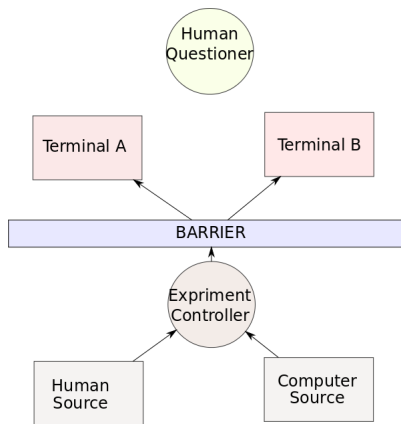 Human
Questioner
Terminal A
Terminal B
BARRIER
Expriment
Controller
Human
Source
Computer
Source